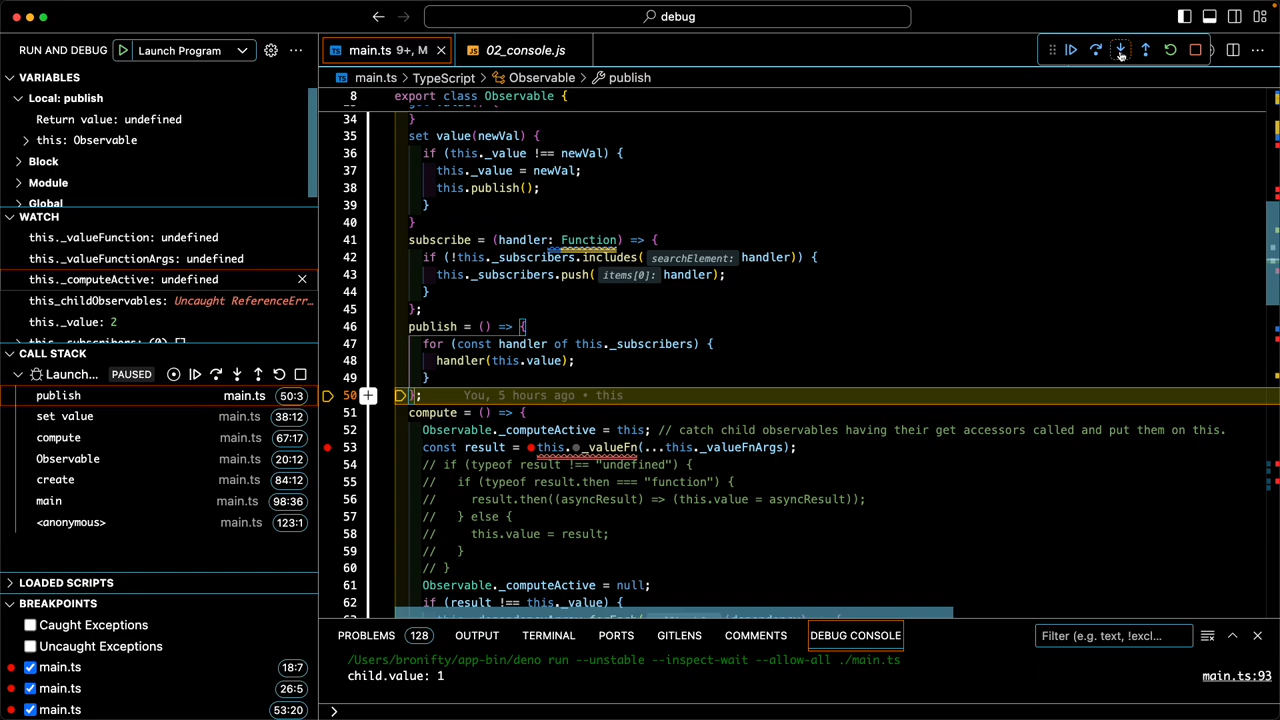 debug
RUN AND DEBUG
Launch Program
main.ts 9+, M
02_console.js
main.ts > TypeScript > Observable > publish
VARIABLES
Local: publish
Return value: undefined
this: Observable
Block
Module
Global
WATCH
this._valueFunction: undefined
this._valueFunctionArgs: undefined
this._computeActive: undefined
this_childObservables: Uncaught ReferenceErr…
this._value: 2
CALL STACK
Launch... PAUSED
publish main.ts 50:3
set value main.ts 38:12
compute main.ts 67:17
Observable main.ts 20:12
create main.ts 84:12
main main.ts 98:36
<anonymous> main.ts 123:1
LOADED SCRIPTS
BREAKPOINTS
Caught Exceptions
Uncaught Exceptions
main.ts 18:7
main.ts 26:5
main.ts 53:20
8 export class Observable {
34 }
35 set value(newVal) {
36 if (this._value !== newVal) {
37 this._value = newVal;
38 this.publish();
39 }
40 }
41 subscribe = (handler: Function) => {
42 if (!this._subscribers.includes( searchElement: handler)) {
43 this._subscribers.push( items[0]: handler);
44 }
45 };
46 publish = () => {
47 for (const handler of this._subscribers) {
48 handler(this.value);
49 }
50 }; You, 5 hours ago • this
51 compute = () => {
52 Observable._computeActive = this; // catch child observables having their get accessors called and put them on this.
53 const result = this._valueFn(...this._valueFnArgs);
54 // if (typeof result !== "undefined") {
55 // if (typeof result.then === "function") {
56 // result.then((asyncResult) => (this.value = asyncResult));
57 // } else {
58 // this.value = result;
59 // }
60 // }
61 Observable._computeActive = null;
62 if (result !== this._value) {
PROBLEMS 128 OUTPUT TERMINAL PORTS GITLENS COMMENTS DEBUG CONSOLE
Filter (e.g. text, !exclu...
/Users/bronifty/app-bin/deno run --unstable --inspect-wait --allow-all ./main.ts
child.value: 1 main.ts:93